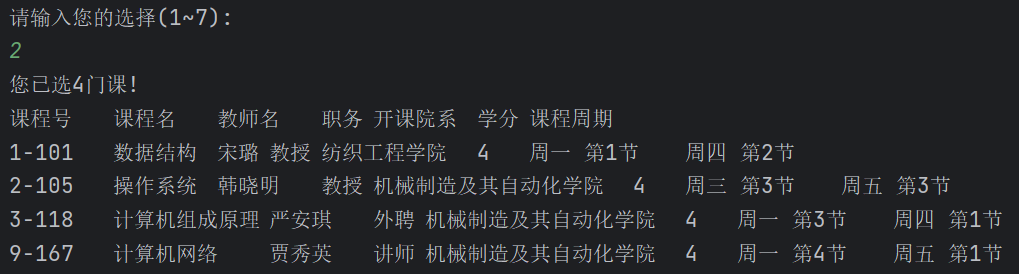 请输入您的选择(1~7):
2
您已选4门课!
课程号 课程名 教师名 职务 开课院系 学分 课程周期
1-101 数据结构 宋璐 教授 纺织工程学院 4 周一 第1节 周四 第2节
2-105 操作系统 韩晓明 教授 机械制造及其自动化学院 4 周三 第3节 周五 第3节
3-118 计算机组成原理 严安琪 外聘 机械制造及其自动化学院 4 周一 第3节 周四 第1节
9-167 计算机网络 贾秀英 讲师 机械制造及其自动化学院 4 周一 第4节 周五 第1节